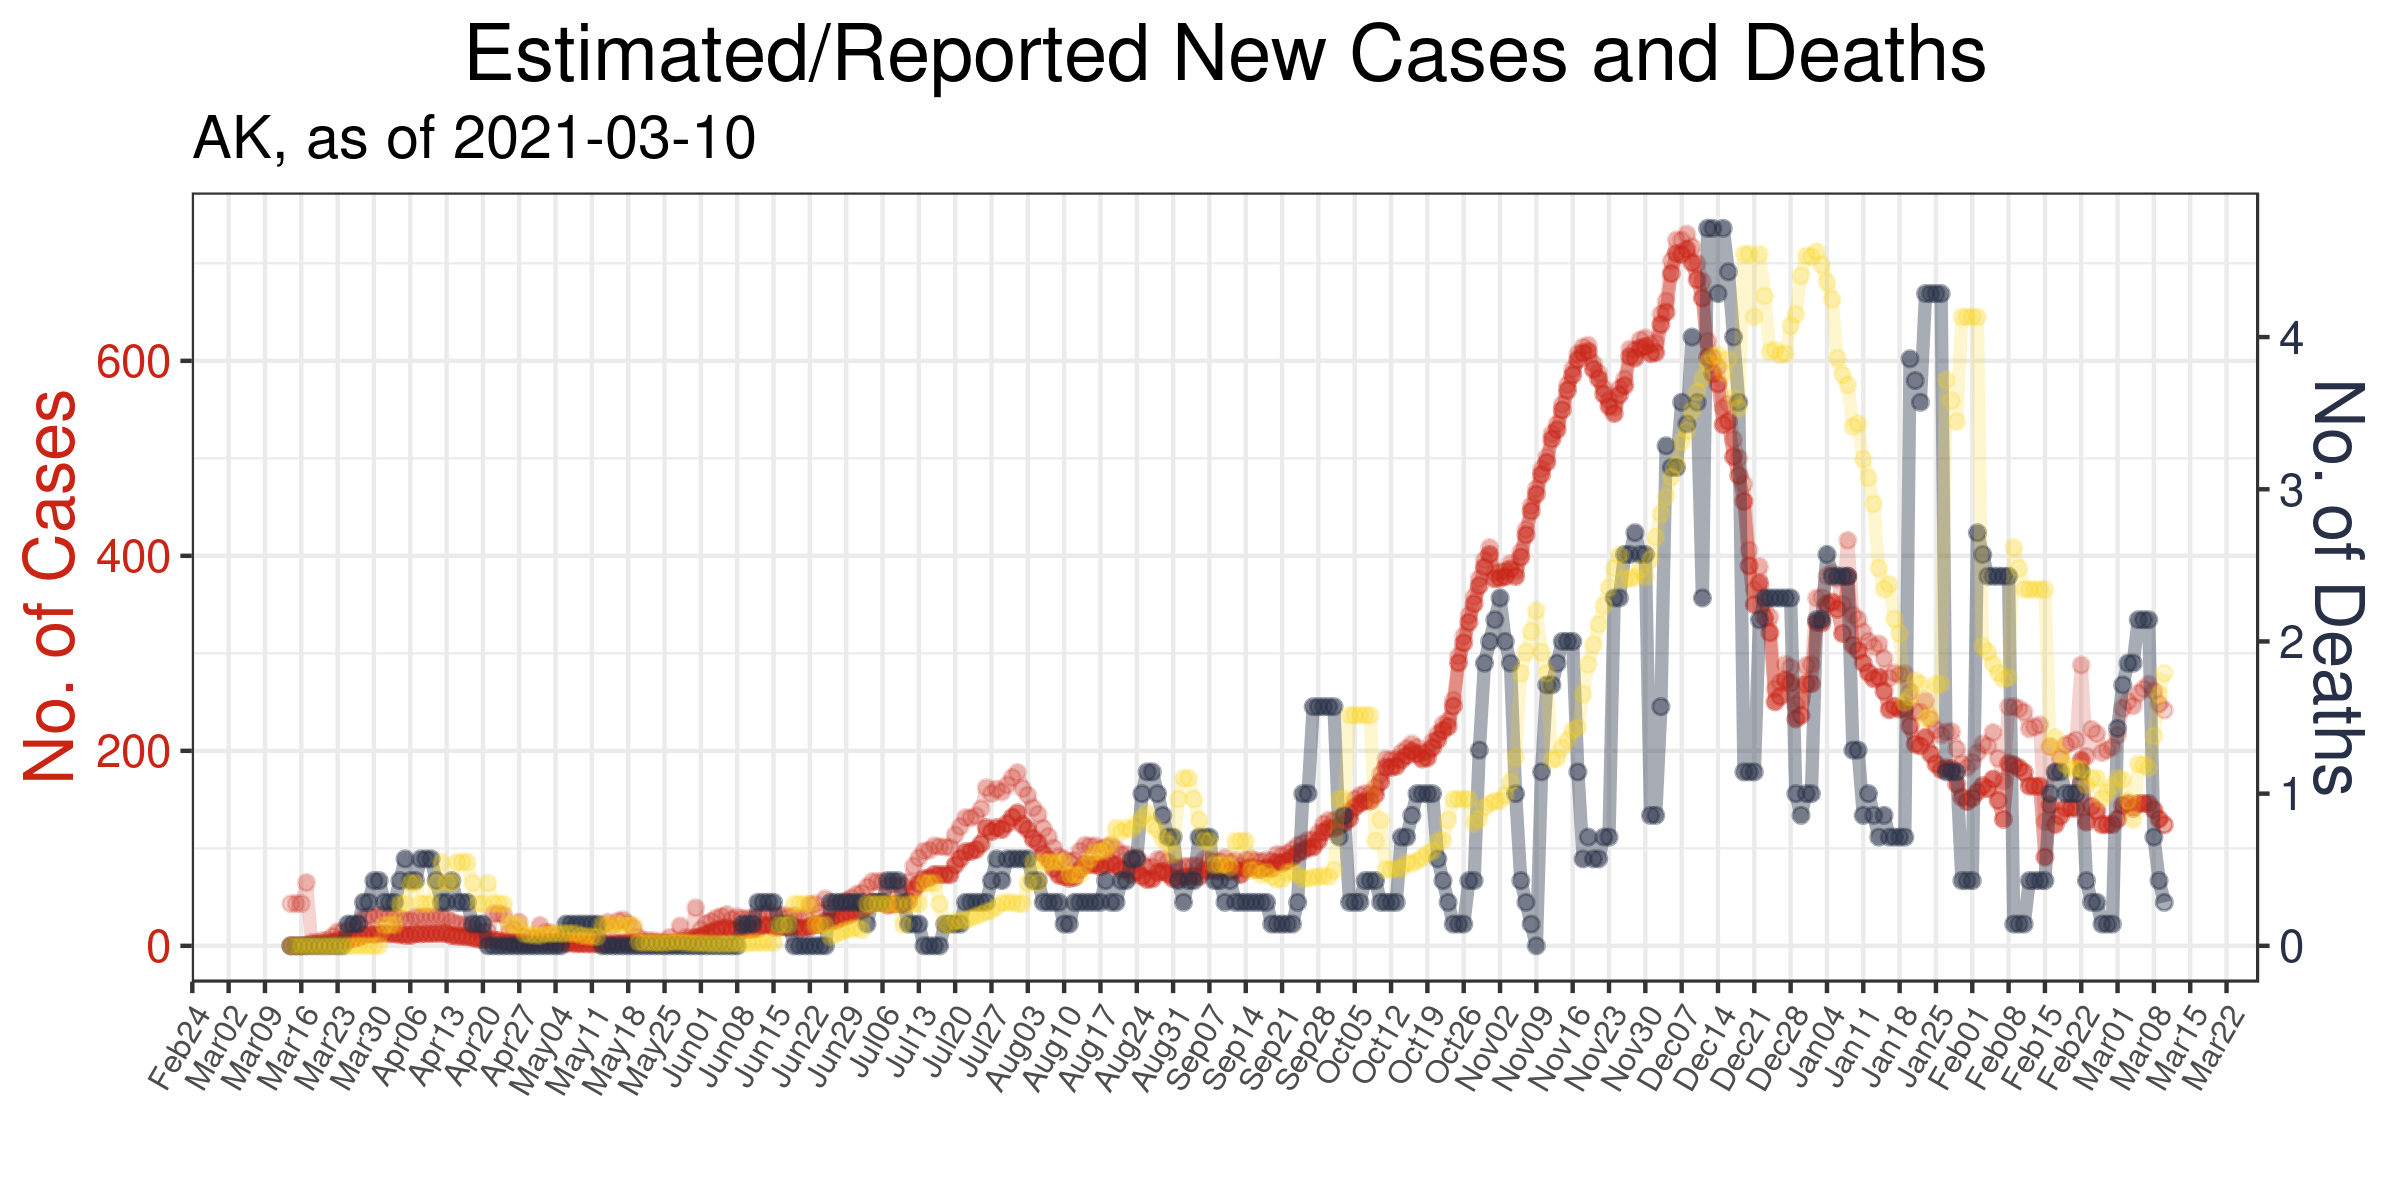 Estimated/Reported New Cases and Deaths
AK, as of 2021-03-10
No. of Cases
600
400
200
0
No. of Deaths
4
3
2
1
0
Feb24
Mar02
Mar09
Mar16
Mar23
Mar30
Apr06
Apr13
Apr20
Apr27
May04
May11
May18
May25
Jun01
Jun08
Jun15
Jun22
Jun29
Jul06
Jul13
Jul20
Jul27
Aug03
Aug10
Aug17
Aug24
Aug31
Sep07
Sep14
Sep21
Sep28
Oct05
Oct12
Oct19
Oct26
Nov02
Nov09
Nov16
Nov23
Nov30
Dec07
Dec14
Dec21
Dec28
Jan04
Jan11
Jan18
Jan25
Feb01
Feb08
Feb15
Feb22
Mar01
Mar08
Mar15
Mar22